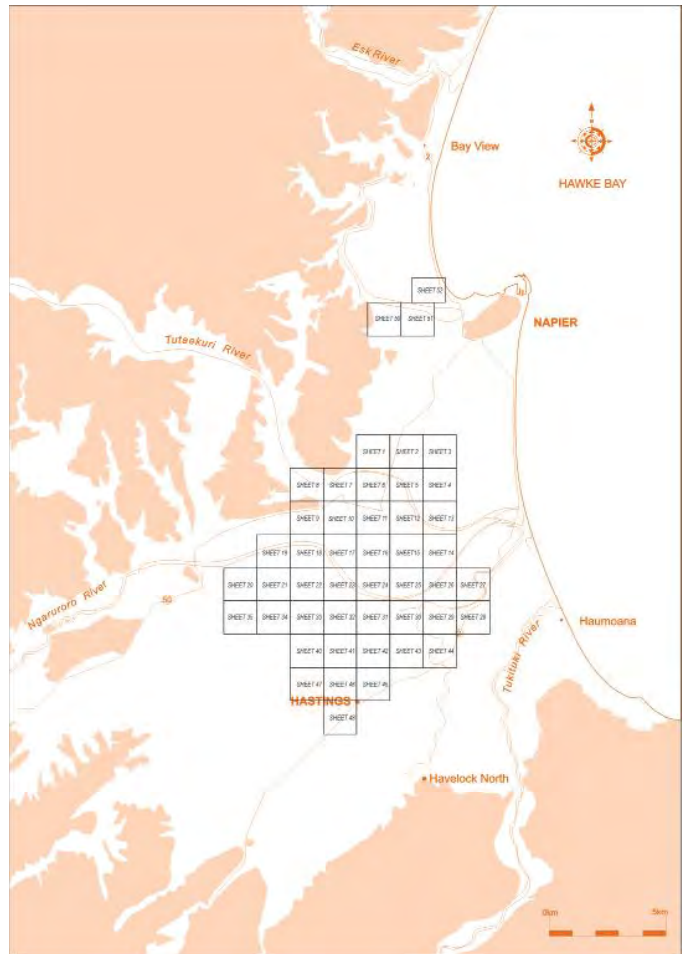 Esk River
Bay View
2
HAWKE BAY
SHEET 52
SHEET 50 SHEET 51
NAPIER
Tutaekuri River
SHEET 1 SHEET 2 SHEET 3
SHEET 8 SHEET 7 SHEET 6 SHEET 5 SHEET 4
SHEET 9 SHEET 10 SHEET 11 SHEET 12 SHEET 13
SHEET 19 SHEET 18 SHEET 17 SHEET 16 SHEET 15 SHEET 14
SHEET 20 SHEET 21 SHEET 22 SHEET 23 SHEET 24 SHEET 25 SHEET 26 SHEET 27
Ngaruroro River
50
SHEET 35 SHEET 34 SHEET 33 SHEET 32 SHEET 31 SHEET 30 SHEET 29 SHEET 28
Haumoana
Tukituki River
SHEET 40 SHEET 41 SHEET 42 SHEET 43 SHEET 44
SHEET 47 SHEET 46 SHEET 45
HASTINGS
SHEET 48
Havelock North
0km 5km